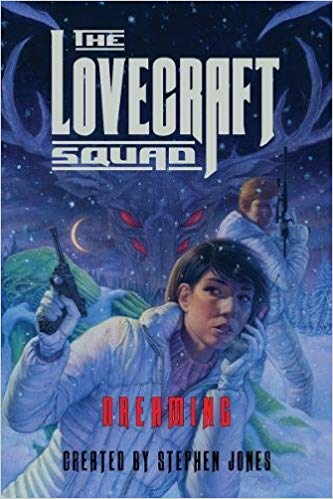 THE
LOVECRAFT
SQUAD
DREAMING
CREATED BY STEPHEN JONES